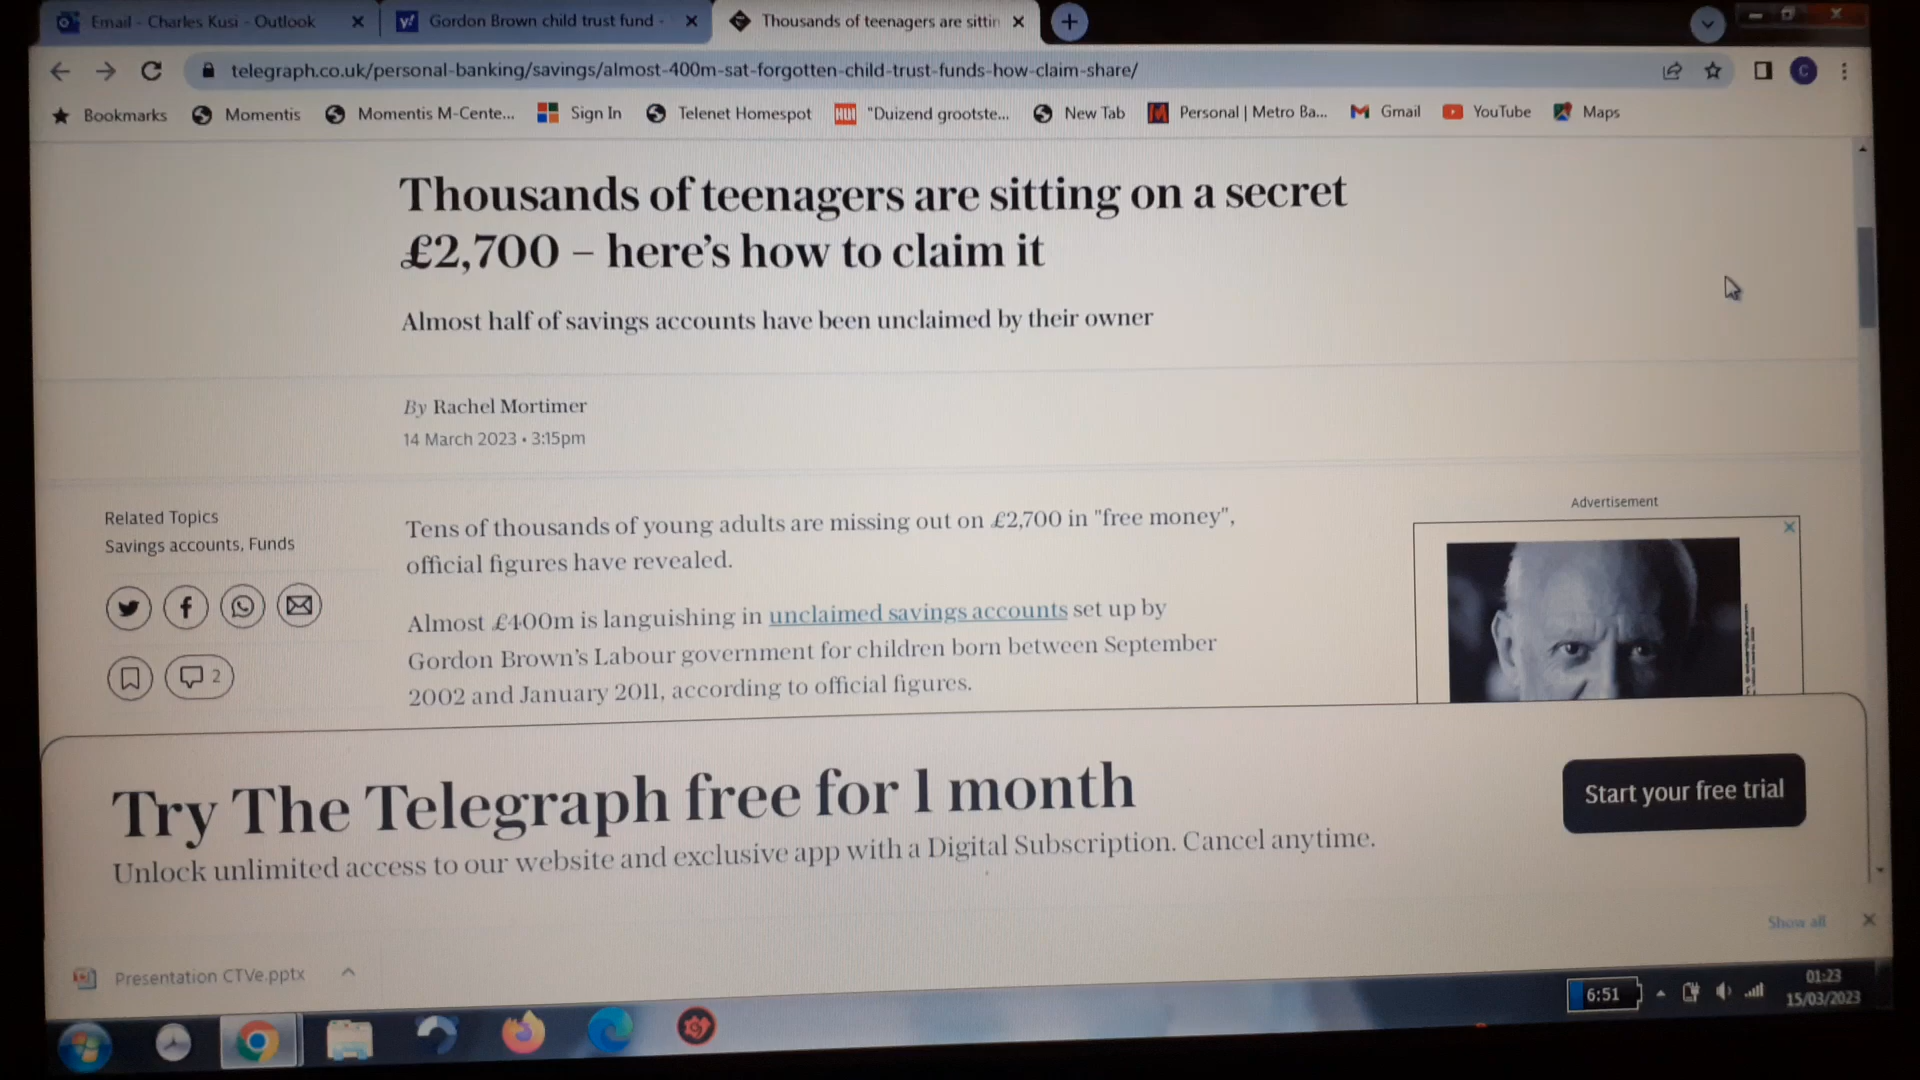 Email - Charles Kusi - Outlook
Gordon Brown child trust fund -
Thousands of teenagers are sittin
telegraph.co.uk/personal-banking/savings/almost-400m-sat-forgotten-child-trust-funds-how-claim-share/
C
Bookmarks
Momentis
Momentis M-Cente...
Sign In
Telenet Homespot
HUI
"Duizend grootste...
New Tab
Personal | Metro Ba...
Gmail
YouTube
Maps
Thousands of teenagers are sitting on a secret
£2,700 – here's how to claim it
Almost half of savings accounts have been unclaimed by their owner
By Rachel Mortimer
14 March 2023 • 3:15pm
Related Topics
Savings accounts, Funds
2
Tens of thousands of young adults are missing out on £2,700 in "free money",
official figures have revealed.
Almost £400m is languishing in unclaimed savings accounts set up by
Gordon Brown's Labour government for children born between September
2002 and January 2011, according to official figures.
Advertisement
Try The Telegraph free for 1 month
Unlock unlimited access to our website and exclusive app with a Digital Subscription. Cancel anytime.
Start your free trial
Show all
Presentation CTVe.pptx
6:51
01:23
15/03/2023